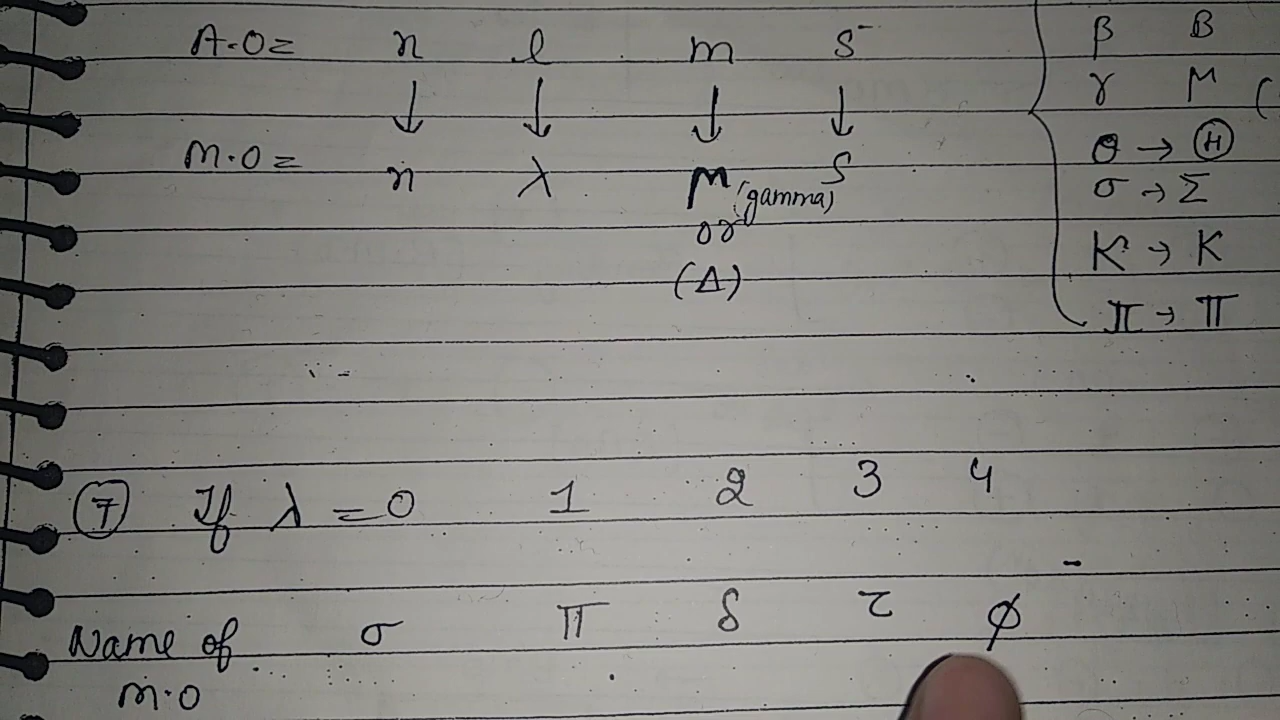 A.O = n l m s
M.O = n λ M (gamma) S
or
(Δ)
β B
γ M (
θ → Ⓗ
σ → Σ
K → K
π → π
⑦ If λ = 0 1 2 3 4
Name of σ π δ τ φ
m.o